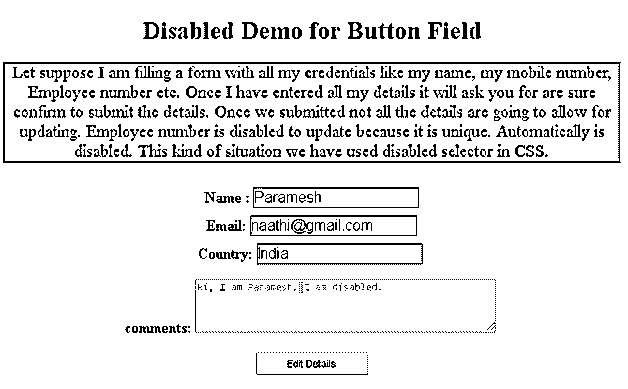 Disabled Demo for Button Field
Let suppose I am filling a form with all my credentials like my name, my mobile number,
Employee number etc. Once I have entered all my details it will ask you for are sure
confirm to submit the details. Once we submitted not all the details are going to allow for
updating. Employee number is disabled to update because it is unique. Automatically is
disabled. This kind of situation we have used disabled selector in CSS.
Name : Paramesh
Email: naathi@gmail.com
Country: India
Hi, I am Paramesh, I am disabled.
comments:
Edit Details